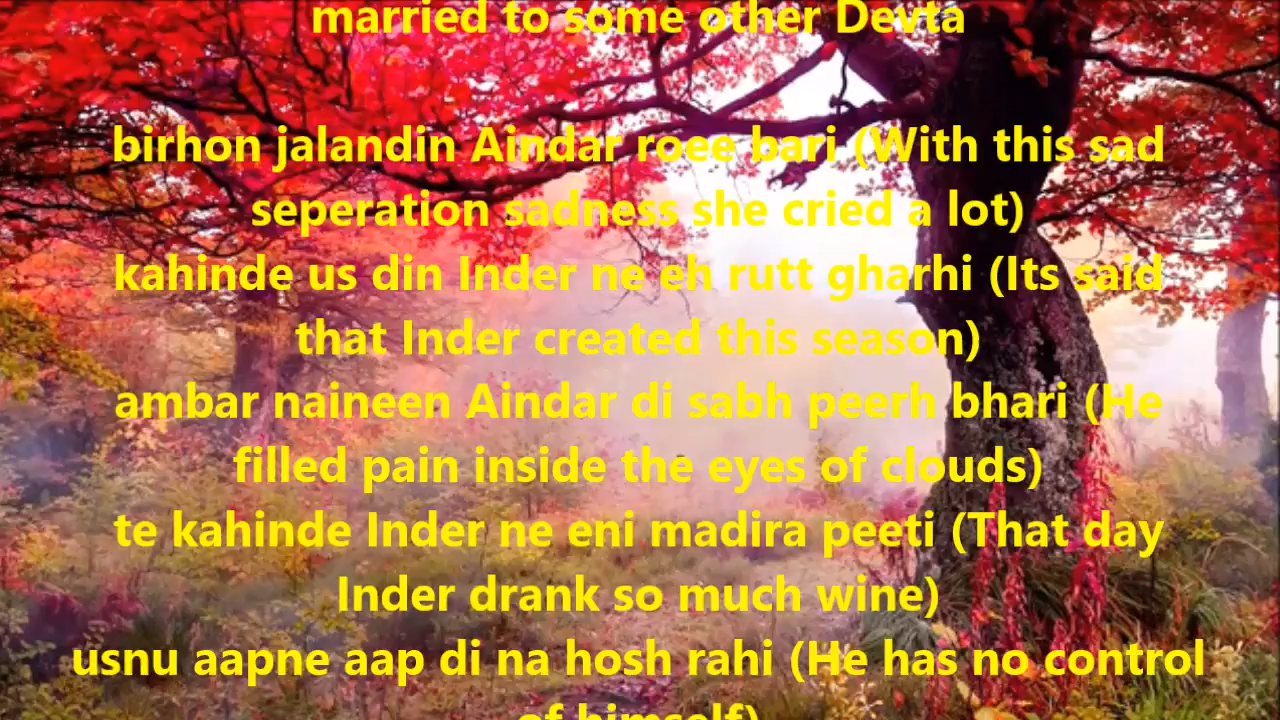 married to some other Devta
birhon jalandin Aindar roee bari (With this sad
seperation sadness she cried a lot)
kahinde us din Inder ne eh rutt gharhi (Its said
that Inder created this season)
ambar naineen Aindar di sabh peerh bhari (He
filled pain inside the eyes of clouds)
te kahinde Inder ne eni madira peeti (That day
Inder drank so much wine)
usnu aapne aap di na hosh rahi (He has no control
of himself)